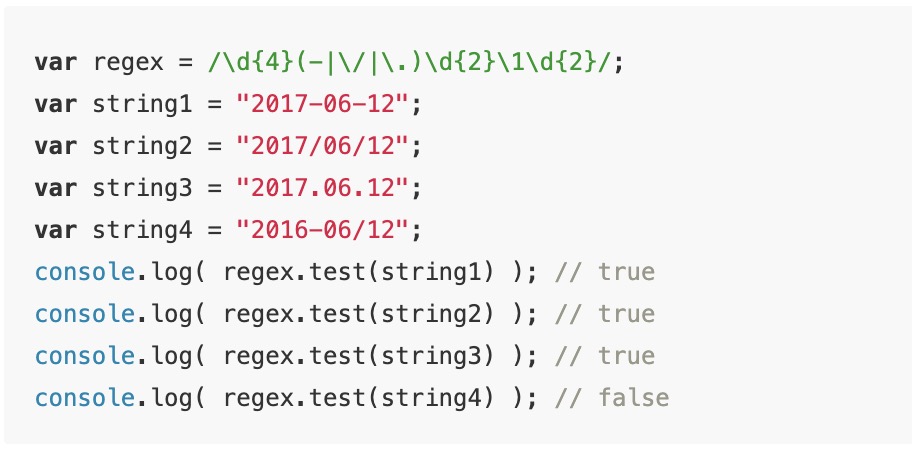 var regex = /\d{4}(-|\/|\.)\d{2}\1\d{2}/;
var string1 = "2017-06-12";
var string2 = "2017/06/12";
var string3 = "2017.06.12";
var string4 = "2016-06/12";
console.log( regex.test(string1) ); // true
console.log( regex.test(string2) ); // true
console.log( regex.test(string3) ); // true
console.log( regex.test(string4) ); // false